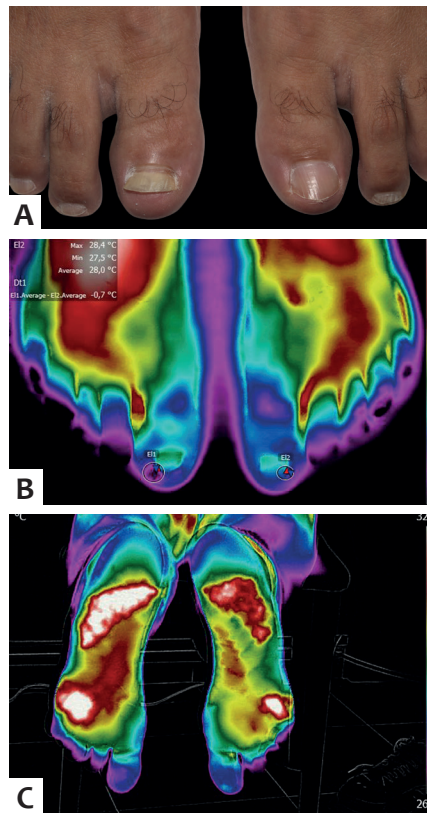 A
El2
Max 28,4 °C
Min 27,5 °C
Average 28,0 °C
Dt1
El1.Average - El2.Average -0,7 °C
El1
El2
B
°C
32
26
C